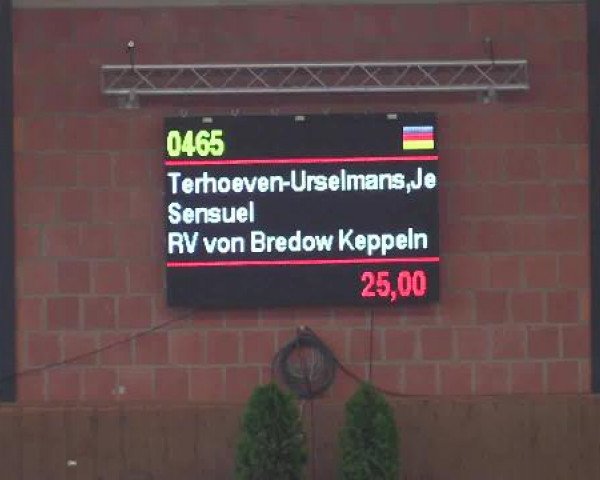 0465
Terhoeven-Urselmans,Je
Sensuel
RV von Bredow Keppeln
25,00